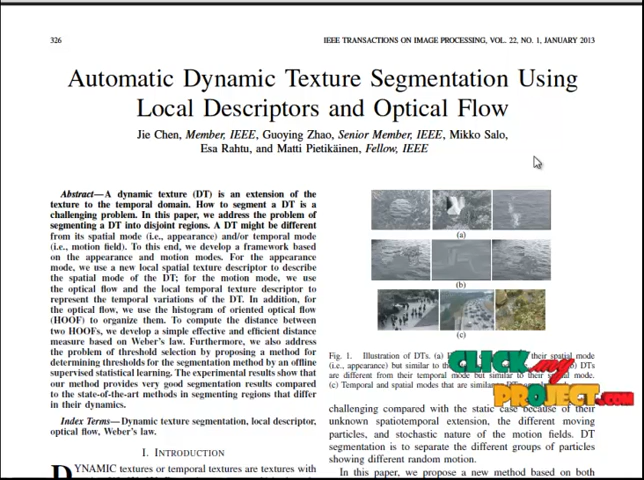 326
IEEE TRANSACTIONS ON IMAGE PROCESSING, VOL. 22, NO. 1, JANUARY 2013
Automatic Dynamic Texture Segmentation Using
Local Descriptors and Optical Flow
Jie Chen, Member, IEEE, Guoying Zhao, Senior Member, IEEE, Mikko Salo,
Esa Rahtu, and Matti Pietikäinen, Fellow, IEEE
Abstract—A dynamic texture (DT) is an extension of the
texture to the temporal domain. How to segment a DT is a
challenging problem. In this paper, we address the problem of
segmenting a DT into disjoint regions. A DT might be different
from its spatial mode (i.e., appearance) and/or temporal mode
(i.e., motion field). To this end, we develop a framework based
on the appearance and motion modes. For the appearance
mode, we use a new local spatial texture descriptor to describe
the spatial mode of the DT; for the motion mode, we use
the optical flow and the local temporal texture descriptor to
represent the temporal variations of the DT. In addition, for
the optical flow, we use the histogram of oriented optical flow
(HOOF) to organize them. To compute the distance between
two HOOFs, we develop a simple effective and efficient distance
measure based on Weber's law. Furthermore, we also address
the problem of threshold selection by proposing a method for
determining thresholds for the segmentation method by an offline
supervised statistical learning. The experimental results show that
our method provides very good segmentation results compared
to the state-of-the-art methods in segmenting regions that differ
in their dynamics.
Index Terms—Dynamic texture segmentation, local descriptor,
optical flow, Weber's law.
I. INTRODUCTION
DYNAMIC textures or temporal textures are textures with
(a)
(b)
(c)
Fig. 1. Illustration of DTs. (a) their spatial mode
(i.e., appearance) but similar to the DTs
are different from their temporal mode but similar to their mode.
(c) Temporal and spatial modes that are similar
CLICK my
PROJECT.COM
challenging compared with the static case because of their
unknown spatiotemporal extension, the different moving
particles, and stochastic nature of the motion fields. DT
segmentation is to separate the different groups of particles
showing different random motion.
In this paper, we propose a new method based on both